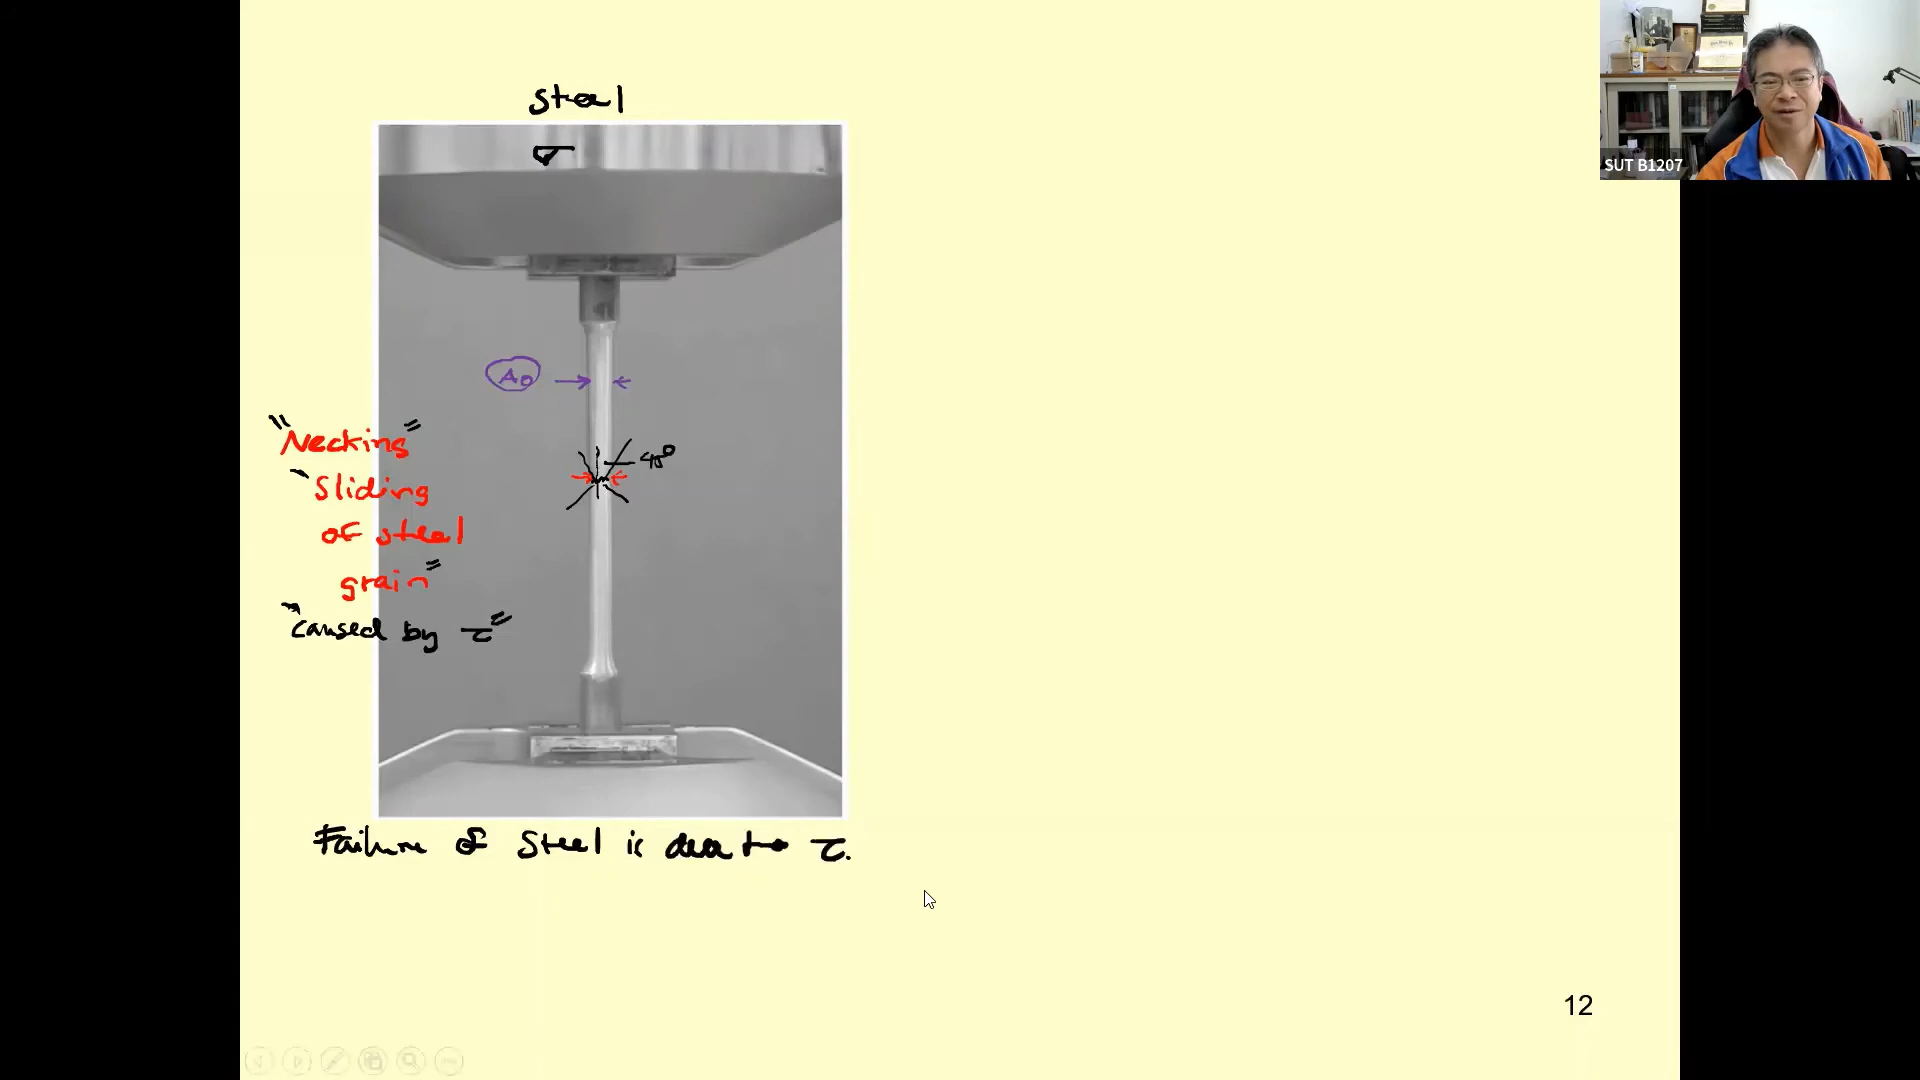 steel
σ
A₀
45°
"Necking"
"Sliding
of steel
grain"
"caused by τ"
Failure of Steel is due to τ.
SUT B1207
12